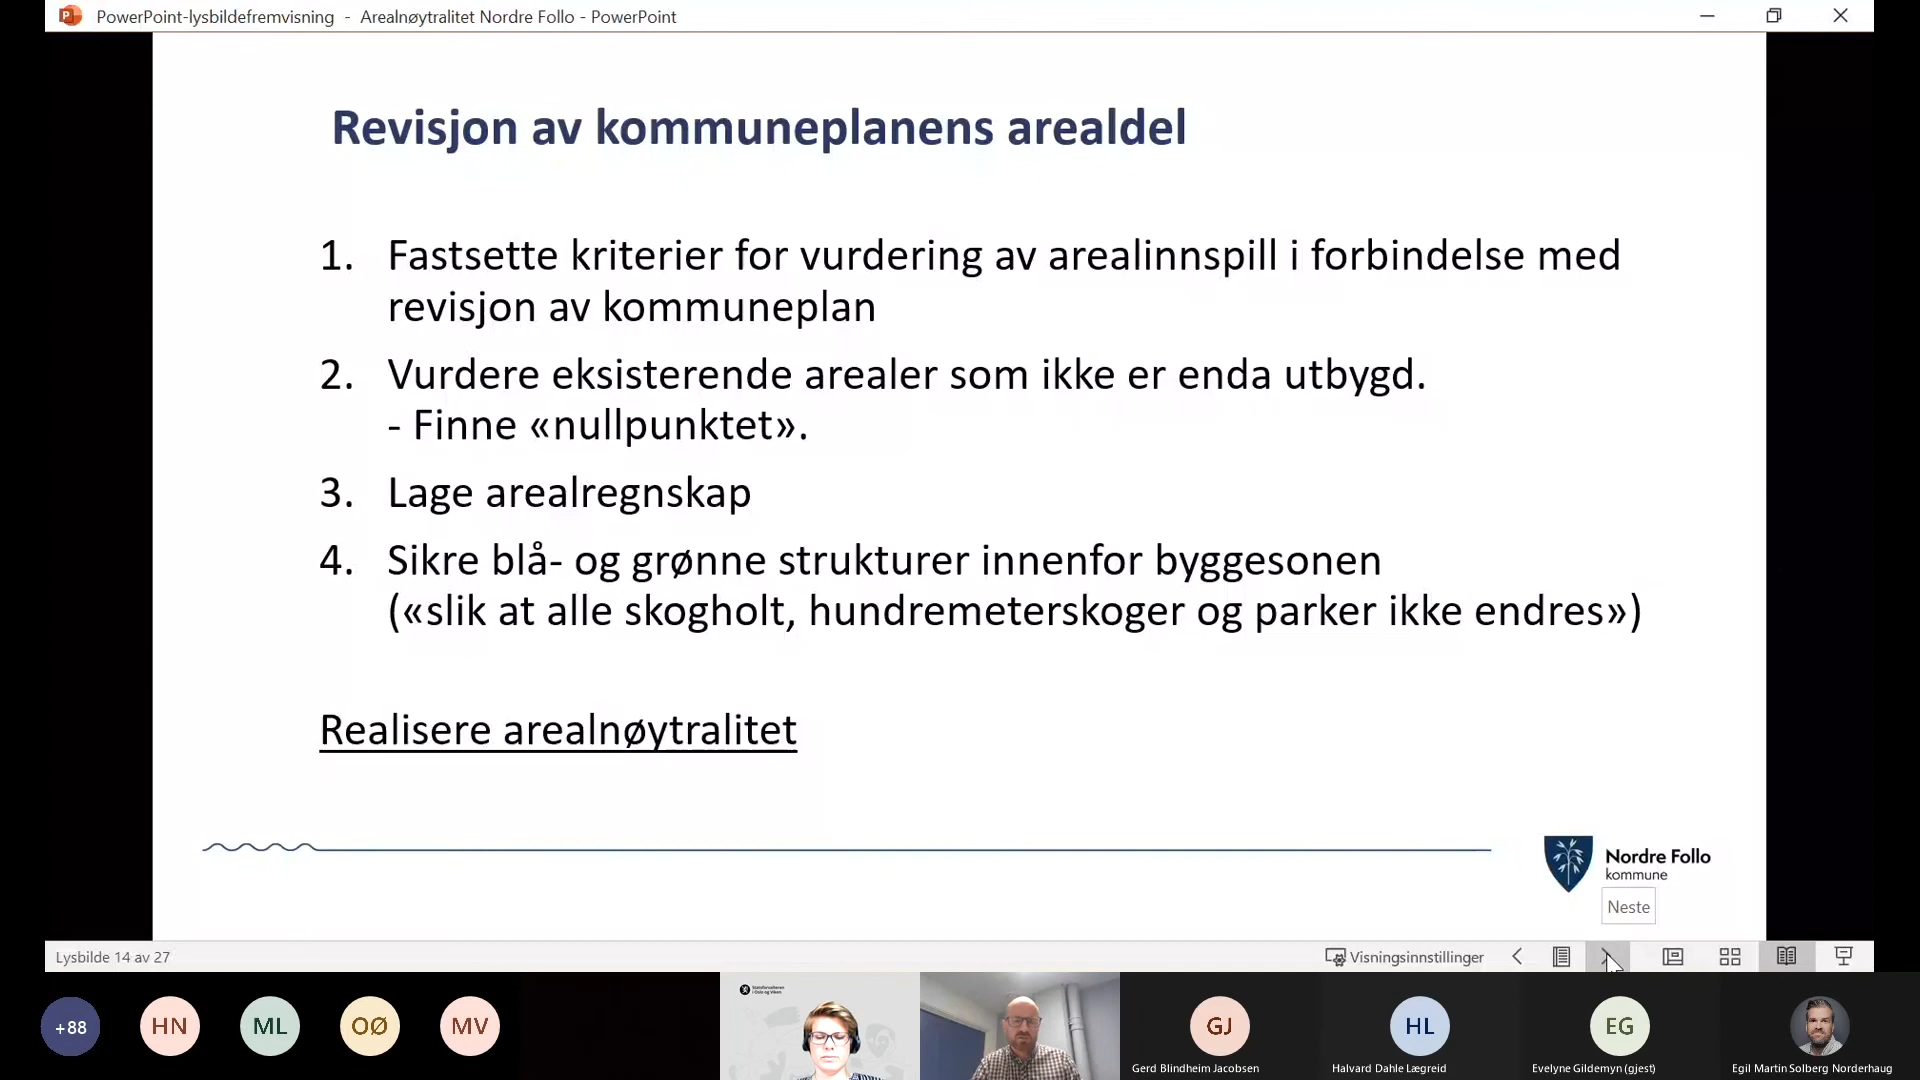 PowerPoint-lysbildefremvisning - Arealnøytralitet Nordre Follo - PowerPoint
Revisjon av kommuneplanens arealdel
1. Fastsette kriterier for vurdering av arealinnspill i forbindelse med
revisjon av kommuneplan
2. Vurdere eksisterende arealer som ikke er enda utbygd.
- Finne «nullpunktet».
3. Lage arealregnskap
4. Sikre blå- og grønne strukturer innenfor byggesonen
(«slik at alle skogholt, hundremeterskoger og parker ikke endres»)
Realisere arealnøytralitet
Nordre Follo
kommune
Neste
Lysbilde 14 av 27
Visningsinnstillinger
+88
HN
ML
OØ
MV
Statsforvalteren
i Oslo og Viken
GJ
HL
EG
Gerd Blindheim Jacobsen
Halvard Dahle Lægreid
Evelyne Gildemyn (gjest)
Egil Martin Solberg Norderhaug